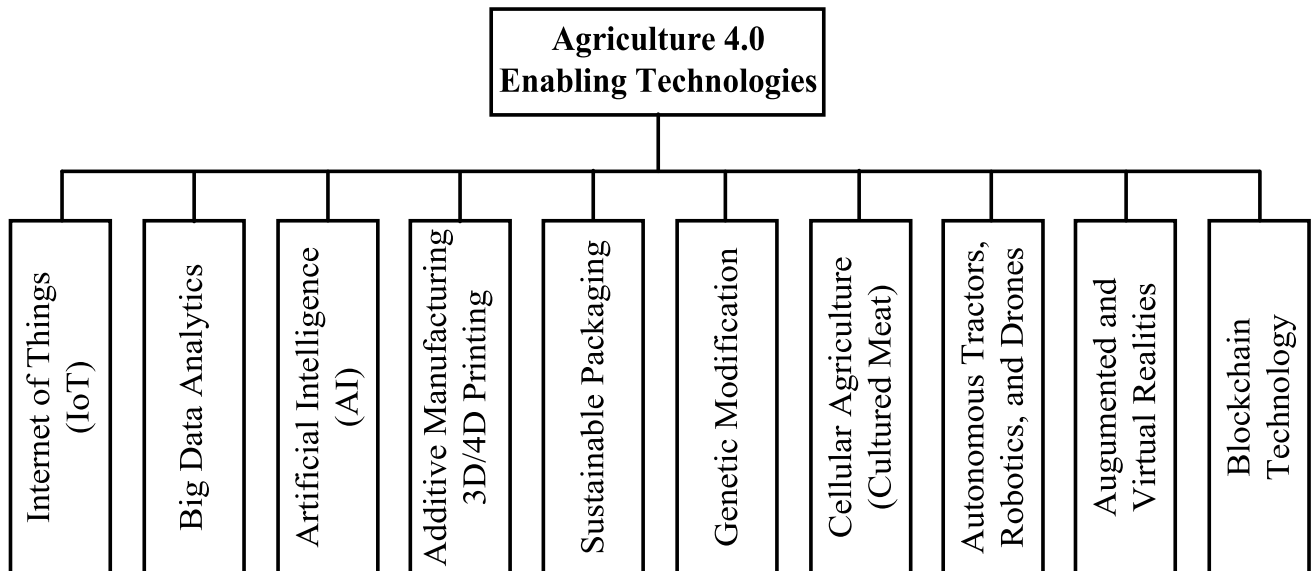 Agriculture 4.0
Enabling Technologies
Internet of Things
(IoT)
Big Data Analytics
Artificial Intelligence
(AI)
Additive Manufacturing
3D/4D Printing
Sustainable Packaging
Genetic Modification
Cellular Agriculture
(Cultured Meat)
Autonomous Tractors,
Robotics, and Drones
Augumented and
Virtual Realities
Blockchain
Technology